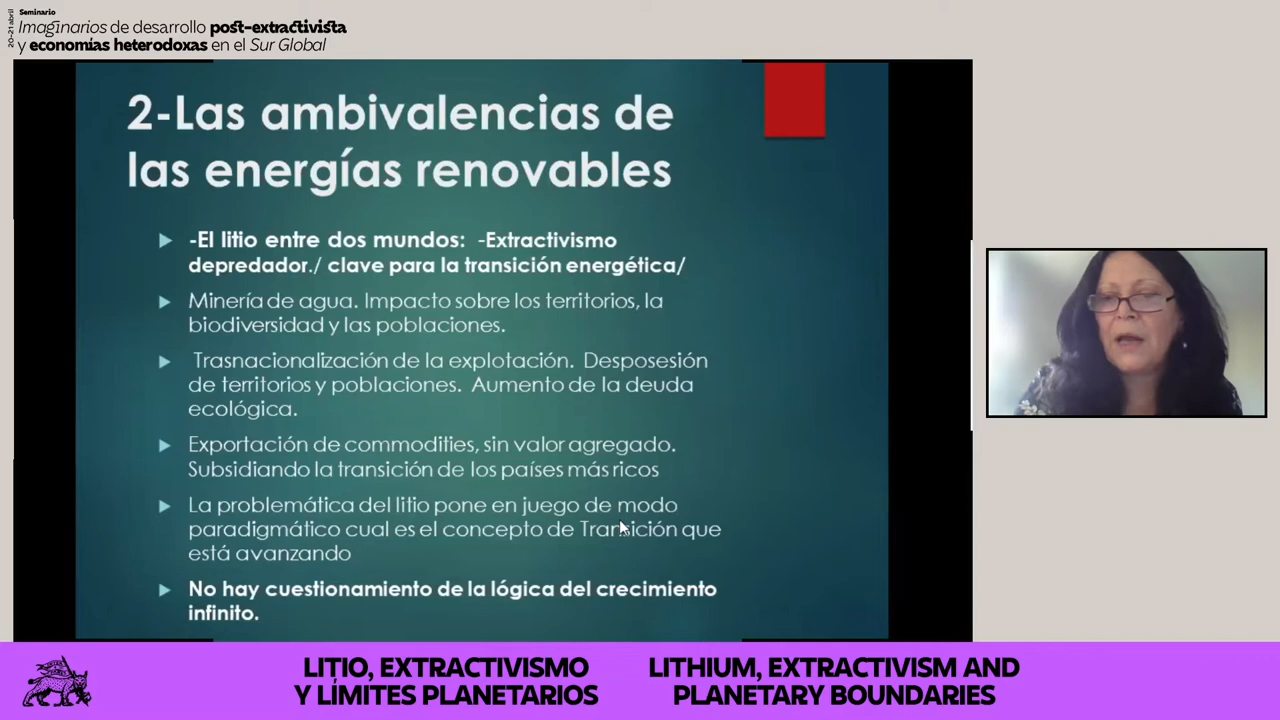 20-21 abril
Seminario
Imaginarios de desarrollo post-extractivista
y economías heterodoxas en el Sur Global
2-Las ambivalencias de
las energías renovables
-El litio entre dos mundos: -Extractivismo
depredador./ clave para la transición energética/
Minería de agua. Impacto sobre los territorios, la
biodiversidad y las poblaciones.
Trasnacionalización de la explotación. Desposesión
de territorios y poblaciones. Aumento de la deuda
ecológica.
Exportación de commodities, sin valor agregado.
Subsidiando la transición de los países más ricos
La problemática del litio pone en juego de modo
paradigmático cual es el concepto de Transición que
está avanzando
No hay cuestionamiento de la lógica del crecimiento
infinito.
LITIO, EXTRACTIVISMO
Y LÍMITES PLANETARIOS
LITHIUM, EXTRACTIVISM AND
PLANETARY BOUNDARIES